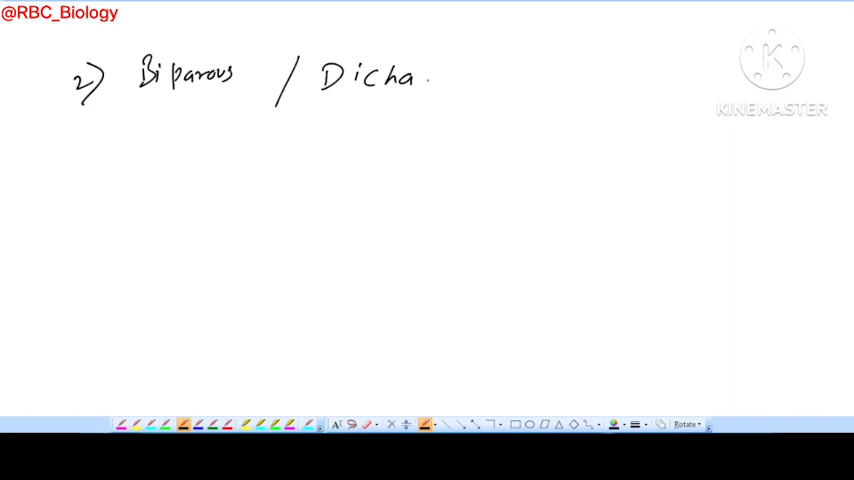 @RBC_Biology
2) Biparous / Dicha
KINEMASTER
Rotate